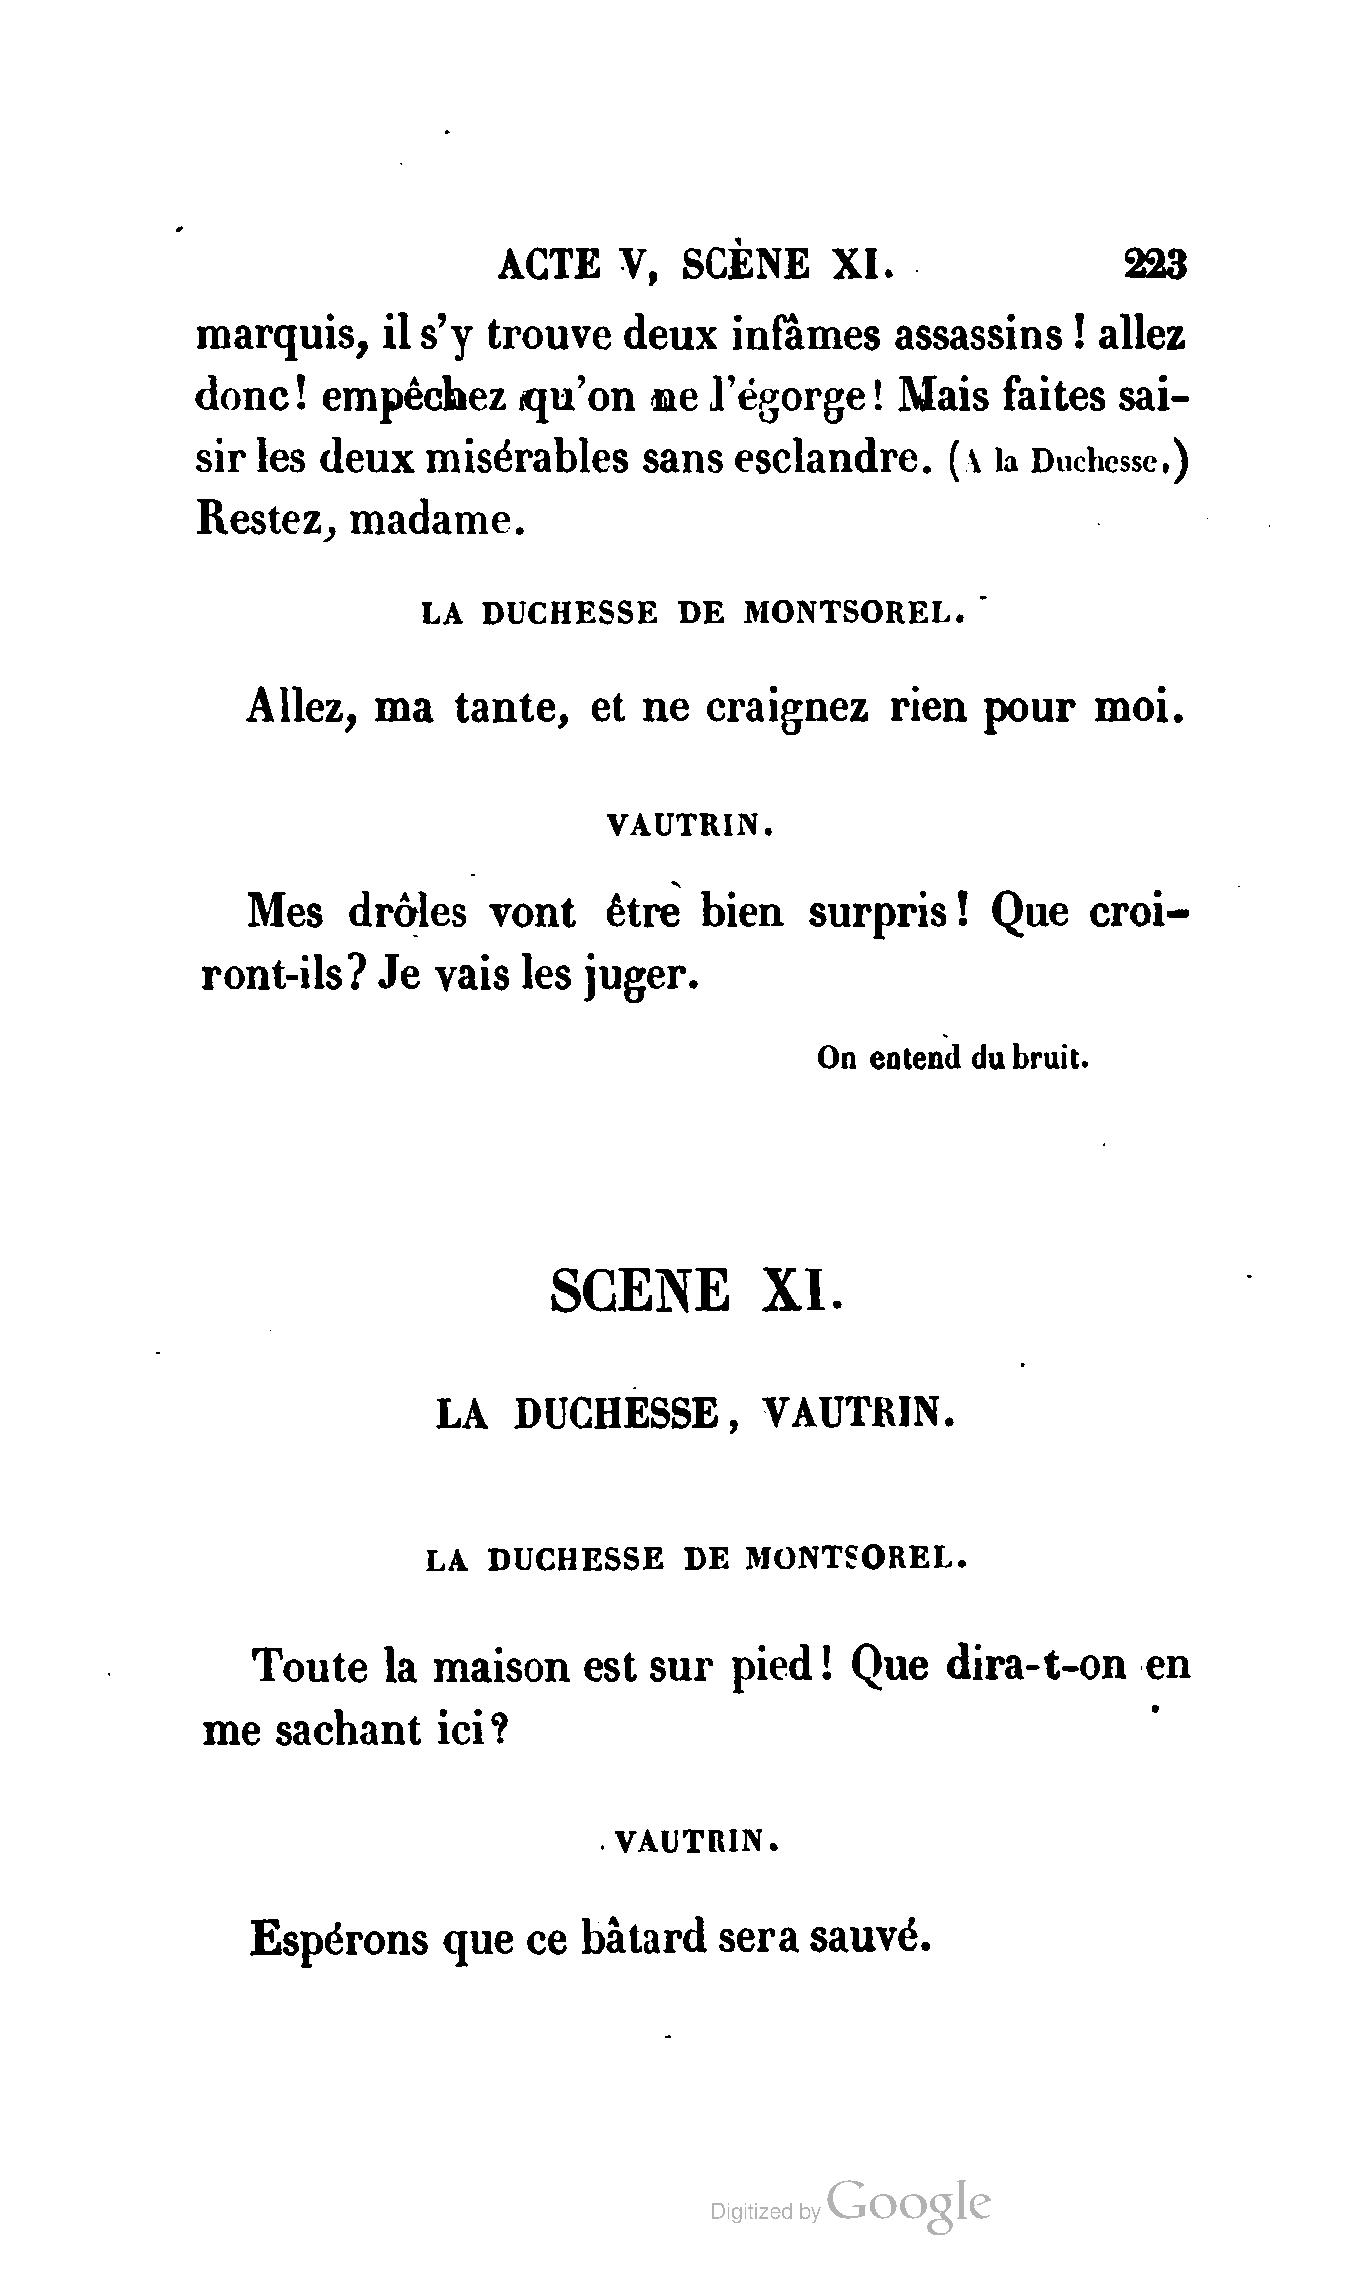 ACTE V, SCÈNE XI. 223
marquis, il s'y trouve deux infâmes assassins ! allez
donc! empêchez qu'on ne l'égorge! Mais faites sai-
sir les deux misérables sans esclandre. (A la Duchesse.)
Restez, madame.
LA DUCHESSE DE MONTSOREL.
Allez, ma tante, et ne craignez rien pour moi.
VAUTRIN.
Mes drôles vont être bien surpris! Que croi-
ront-ils? Je vais les juger.
On entend du bruit.
SCENE XI.
LA DUCHESSE, VAUTRIN.
LA DUCHESSE DE MONTSOREL.
Toute la maison est sur pied! Que dira-t-on en
me sachant ici?
VAUTRIN.
Espérons que ce bâtard sera sauvé.
Digitized by Google